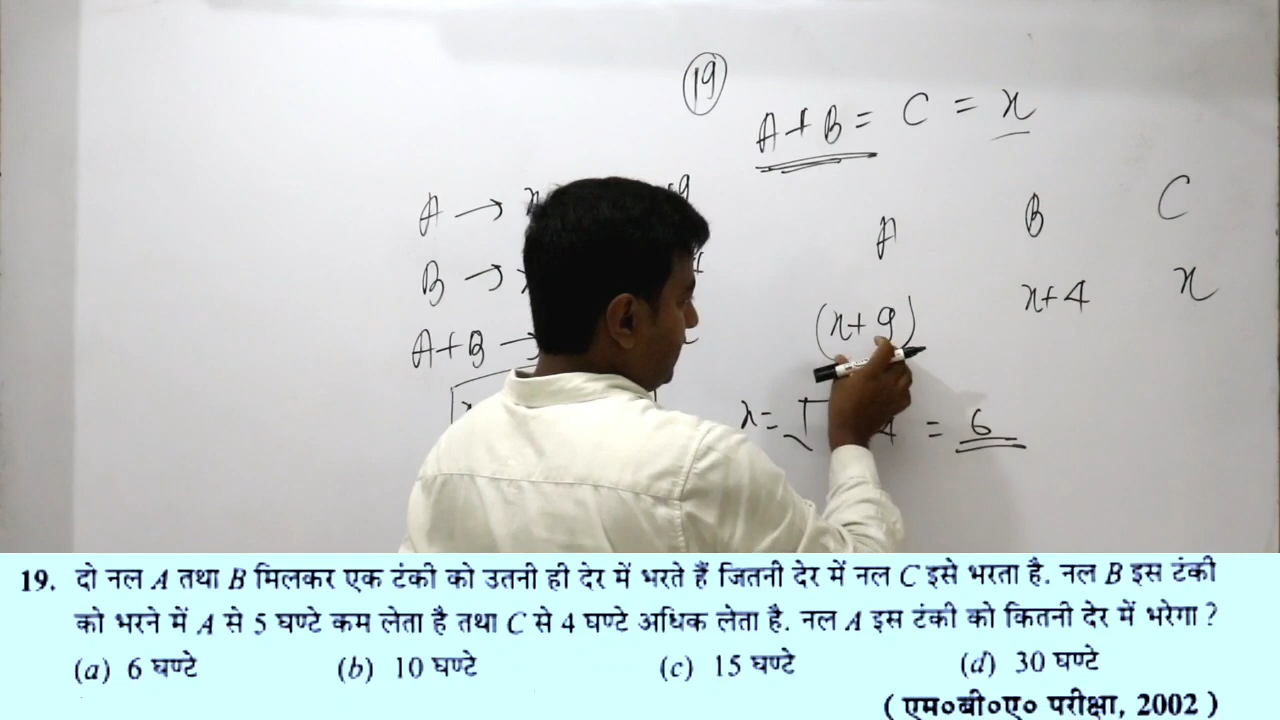 19
A + B = C = x
A → x 9
B →
A B C
(x + 9) x + 4 x
A + B →
x = √ 4 = 6
19. दो नल A तथा B मिलकर एक टंकी को उतनी ही देर में भरते हैं जितनी देर में नल C इसे भरता है. नल B इस टंकी
को भरने में A से 5 घण्टे कम लेता है तथा C से 4 घण्टे अधिक लेता है. नल A इस टंकी को कितनी देर में भरेगा ?
(a) 6 घण्टे (b) 10 घण्टे (c) 15 घण्टे (d) 30 घण्टे
( एम०बी०ए० परीक्षा, 2002 )